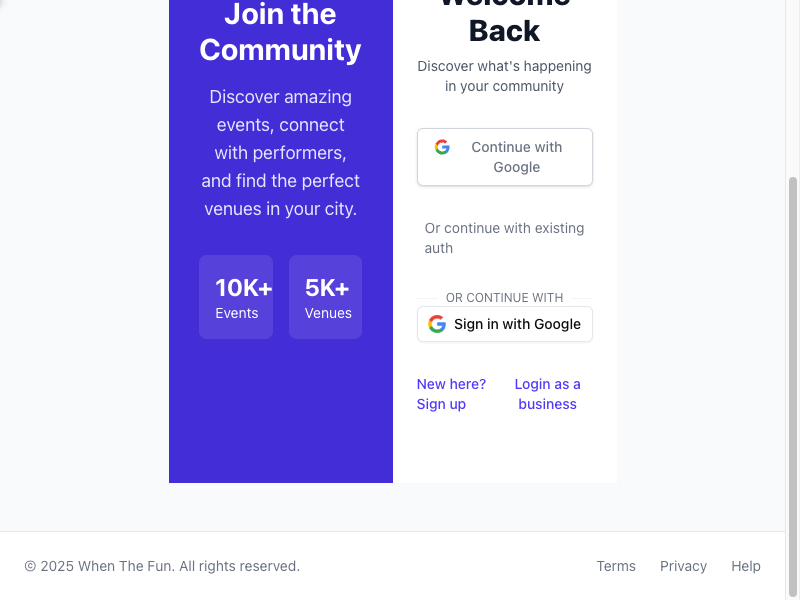 Join the
Community
Discover amazing
events, connect
with performers,
and find the perfect
venues in your city.
10K+
Events
5K+
Venues
Welcome
Back
Discover what's happening
in your community
Continue with
Google
Or continue with existing
auth
OR CONTINUE WITH
Sign in with Google
New here?
Sign up
Login as a
business
© 2025 When The Fun. All rights reserved.
Terms
Privacy
Help